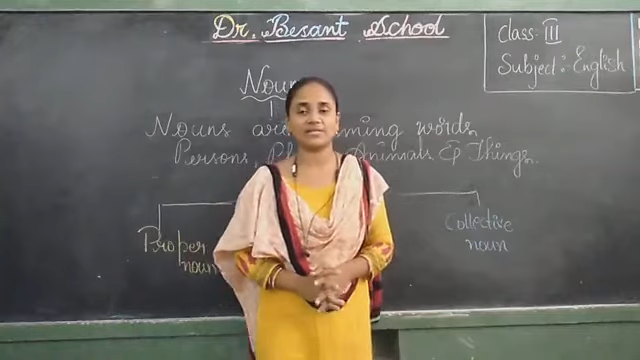 Dr. Besant School
Class: III
Subject: English
Noun
Nouns are naming words
Persons, Animals & Things.
Proper noun
Collective noun